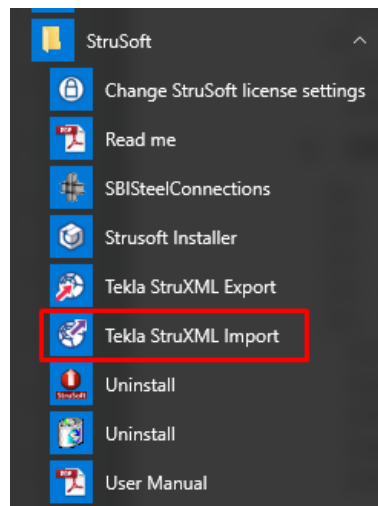 StruSoft
Change StruSoft license settings
Read me
SBISteelConnections
Strusoft Installer
Tekla StruXML Export
Tekla StruXML Import
Uninstall
Uninstall
User Manual